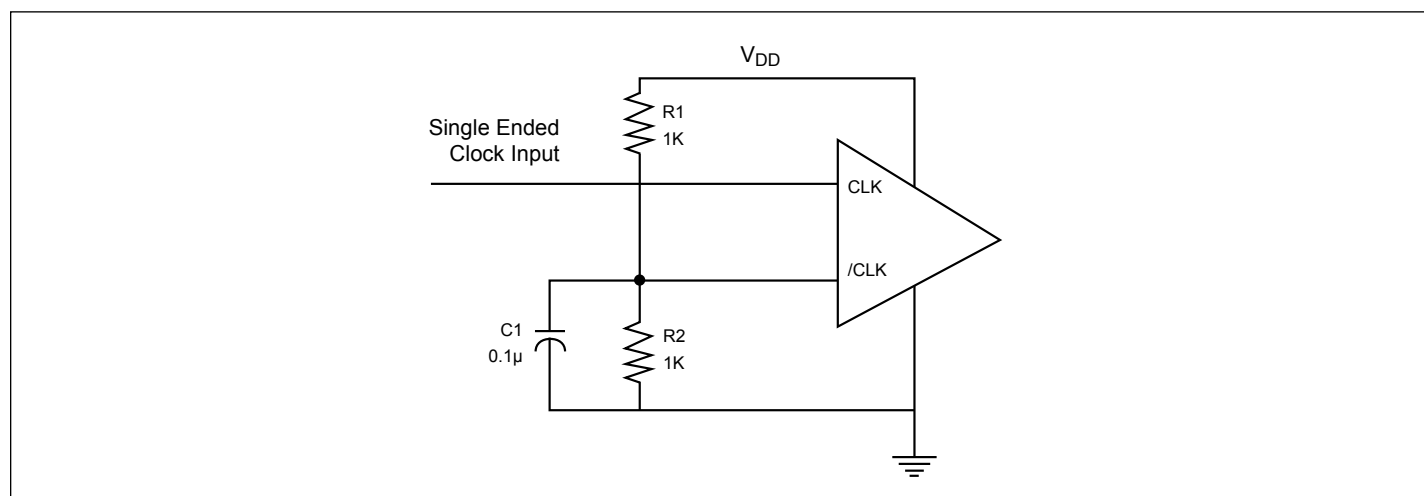 V_DD
R1
1K
Single Ended
Clock Input
CLK
/CLK
C1
0.1µ
R2
1K